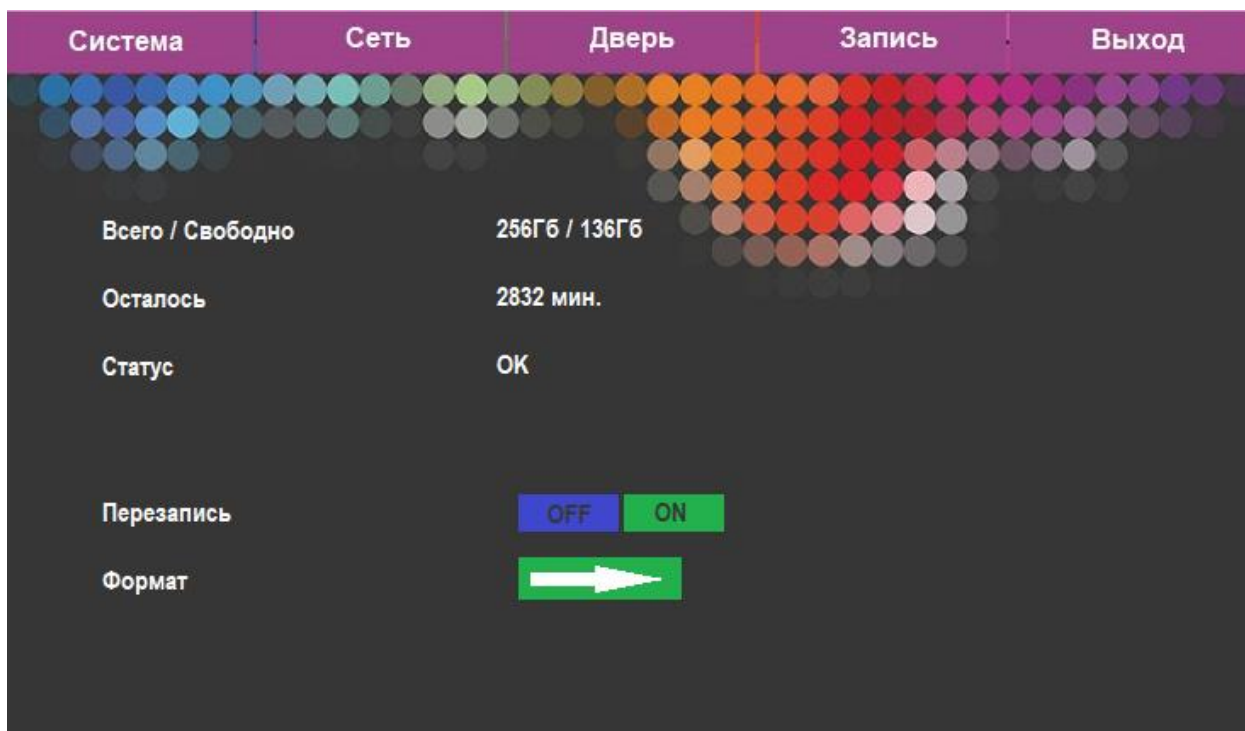 Система Сеть Дверь Запись Выход
Всего / Свободно 256Гб / 136Гб
Осталось 2832 мин.
Статус OK
Перезапись OFF ON
Формат